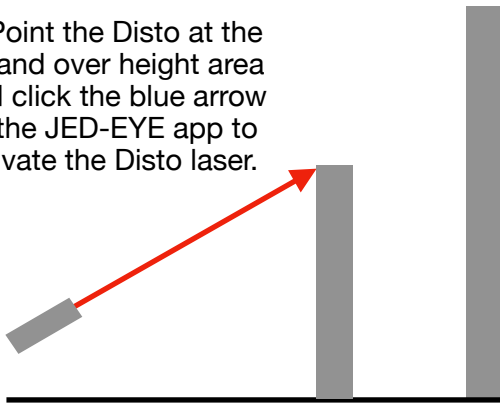 Point the Disto at the
and over height area
click the blue arrow
the JED-EYE app to
the Disto laser.